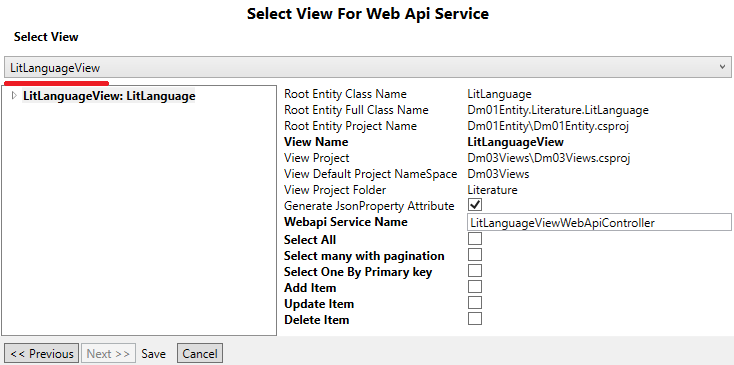 Select View For Web Api Service
Select View
LitLanguageView
LitLanguageView: LitLanguage
Root Entity Class Name LitLanguage
Root Entity Full Class Name Dm01Entity.Literature.LitLanguage
Root Entity Project Name Dm01Entity\Dm01Entity.csproj
View Name LitLanguageView
View Project Dm03Views\Dm03Views.csproj
View Default Project NameSpace Dm03Views
View Project Folder Literature
Generate JsonProperty Attribute
Webapi Service Name LitLanguageViewWebApiController
Select All
Select many with pagination
Select One By Primary key
Add Item
Update Item
Delete Item
<< Previous Next >> Save Cancel